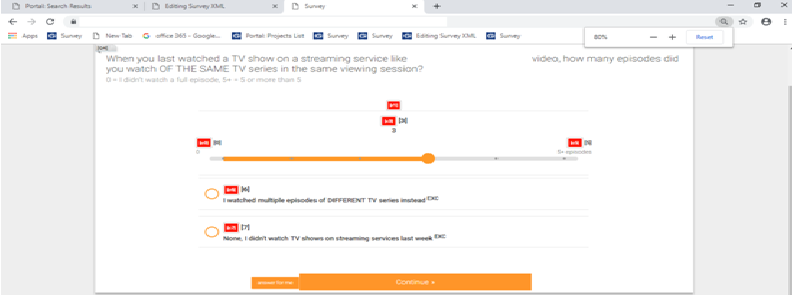 Portal: Search Results
Editing Survey XML
Survey
Apps
Survey
New Tab
office 365 - Google...
Portal: Projects List
Survey
Survey
Editing Survey XML
Survey
80%
Reset
When you last watched a TV show on a streaming service like video, how many episodes did
you watch OF THE SAME TV series in the same viewing session?
0 = I didn't watch a full episode; 5+ = 5 or more than 5
[3]
3
[0]
[5]
0
5+ episodes
[6]
I watched multiple episodes of DIFFERENT TV series instead
[7]
None; I didn't watch TV shows on streaming services last week
Continue »